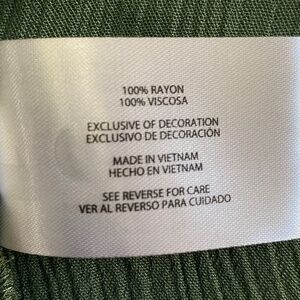 100% RAYON
100% VISCOSA
EXCLUSIVE OF DECORATION
EXCLUSIVO DE DECORACIÓN
MADE IN VIETNAM
HECHO EN VIETNAM
SEE REVERSE FOR CARE
VER AL REVERSO PARA CUIDADO